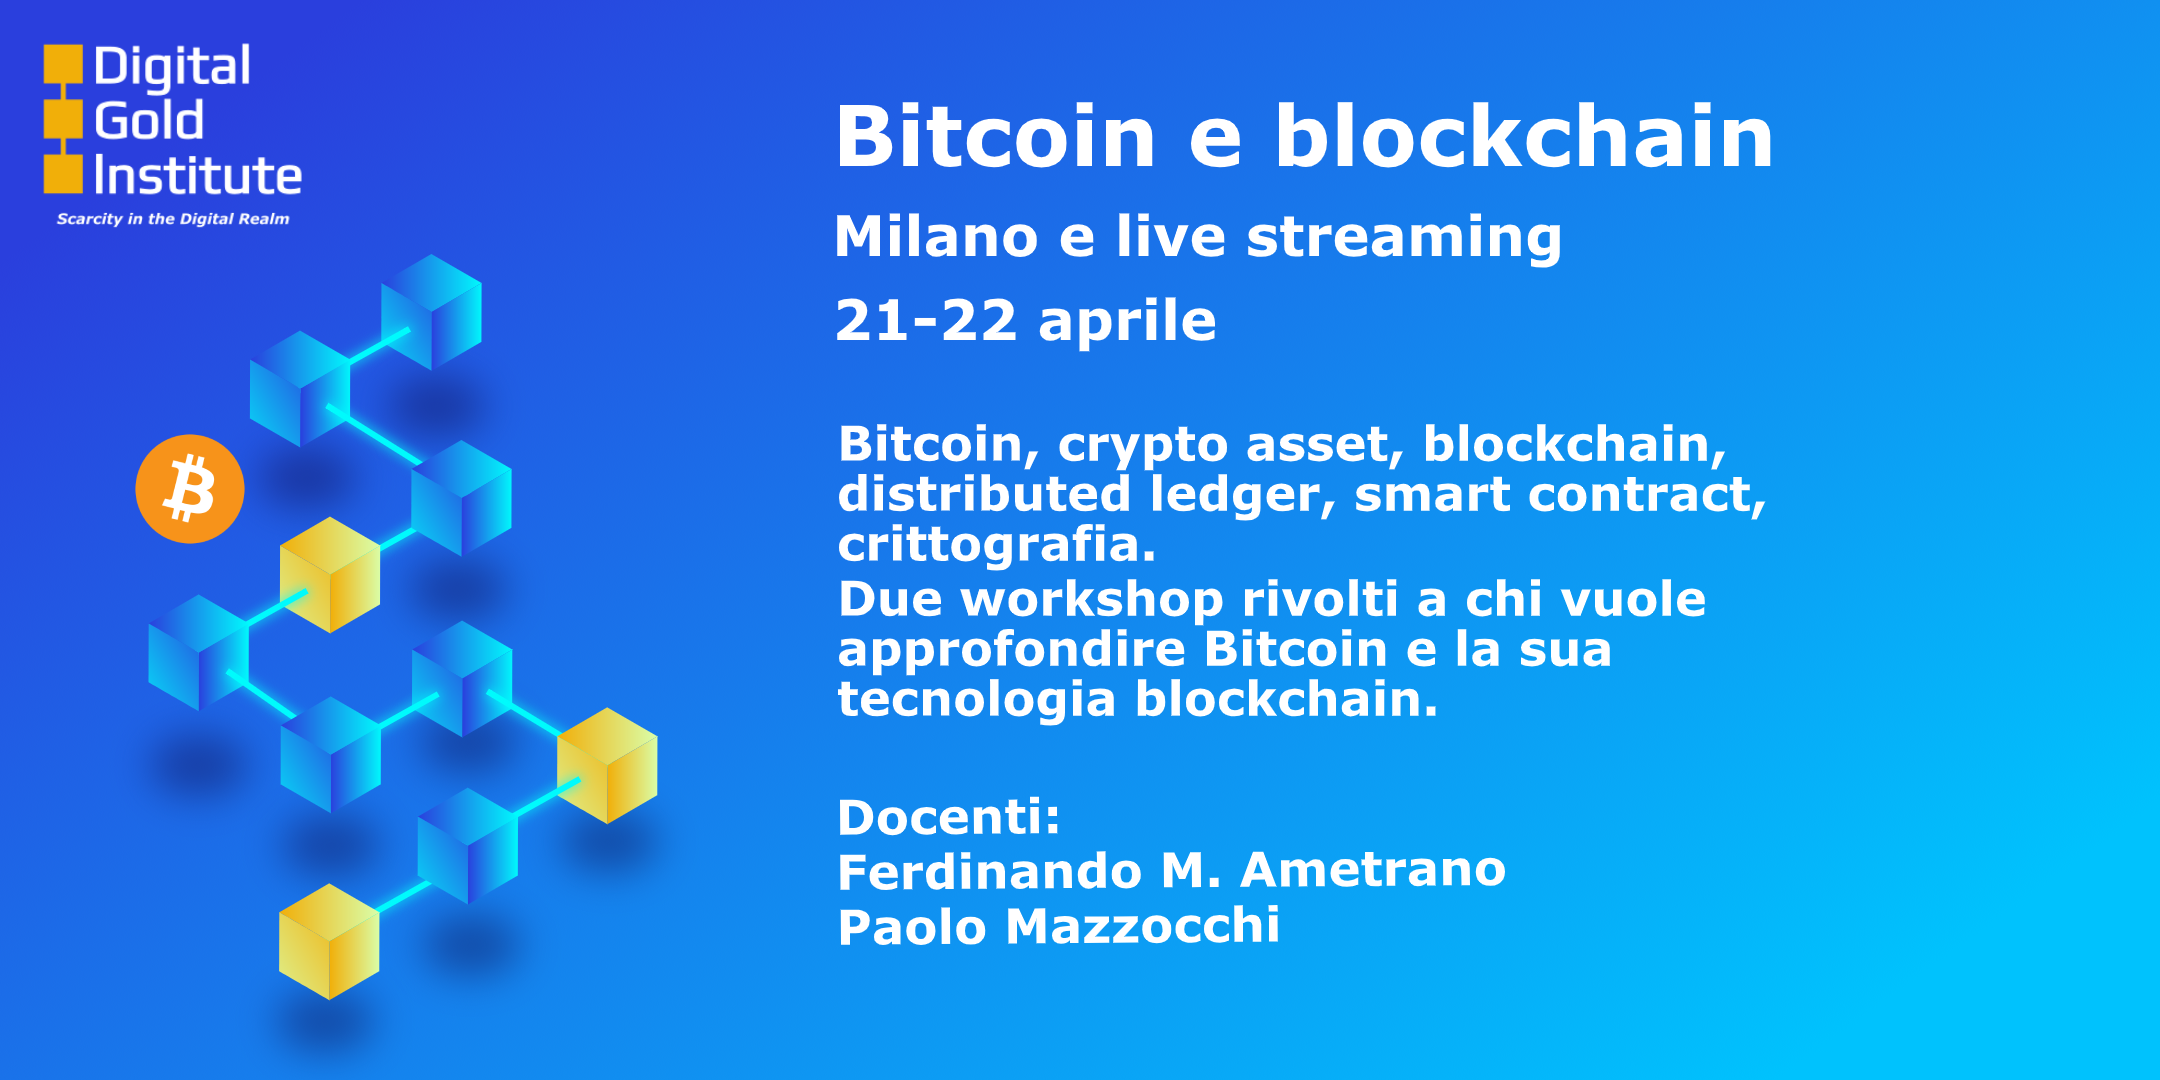 Digital
Gold
Institute
Scarcity in the Digital Realm
Bitcoin e blockchain
Milano e live streaming
21-22 aprile
Bitcoin, crypto asset, blockchain,
distributed ledger, smart contract,
crittografia.
Due workshop rivolti a chi vuole
approfondire Bitcoin e la sua
tecnologia blockchain.
Docenti:
Ferdinando M. Ametrano
Paolo Mazzocchi